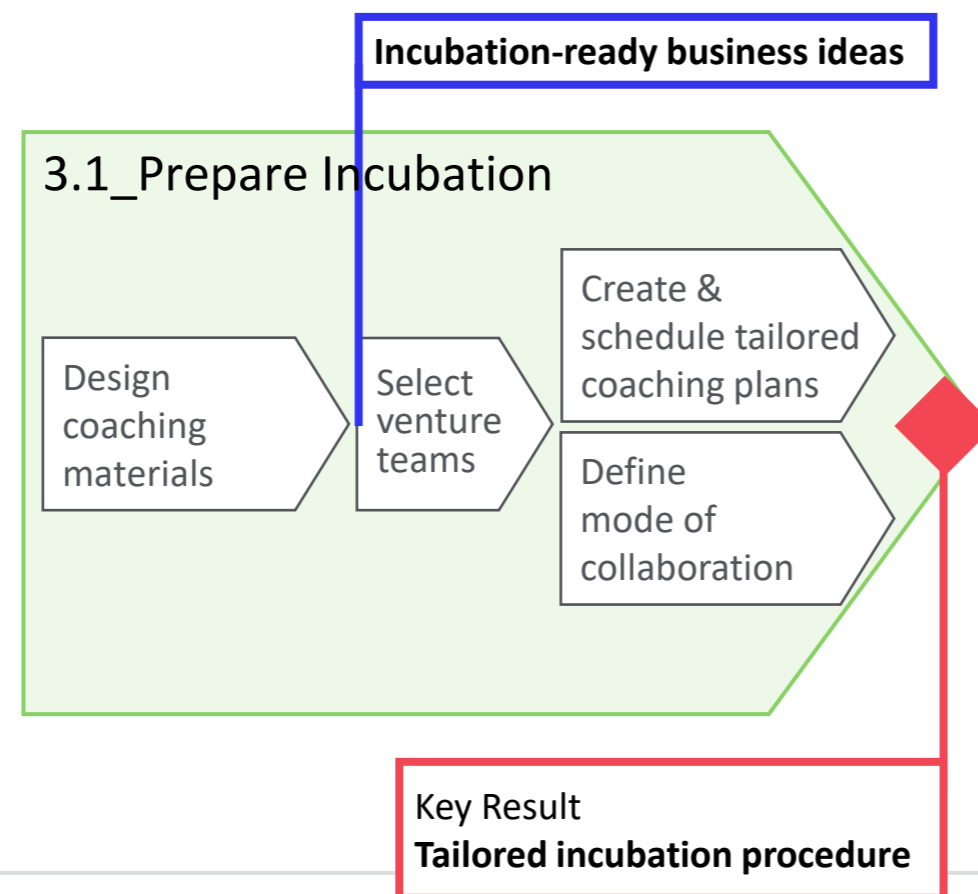 Incubation-ready business ideas
3.1_Prepare Incubation
Design
coaching
materials
Select
venture
teams
Create &
schedule tailored
coaching plans
Define
mode of
collaboration
Key Result
Tailored incubation procedure